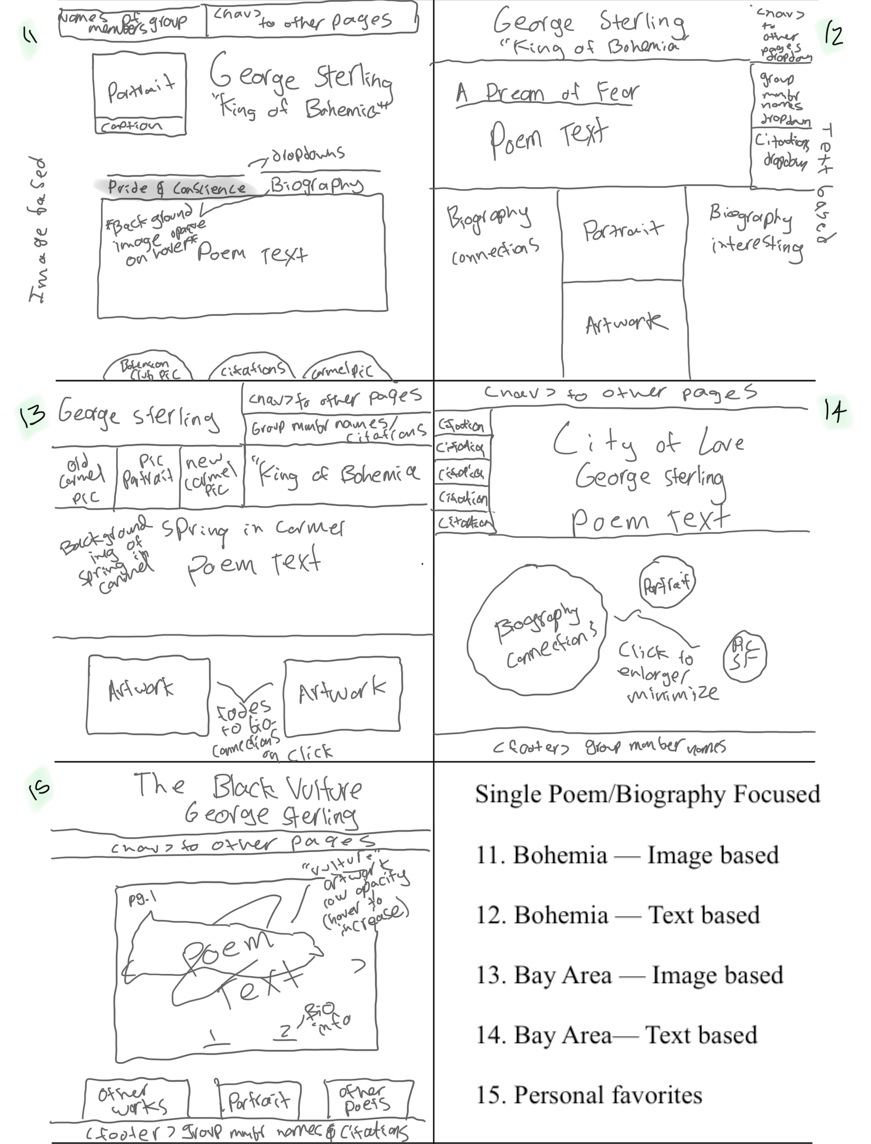 11
Names of
members group
<nav>
to other pages
Portrait
caption
George Sterling
"King of Bohemia"
Image based
dropdowns
Pride & Conscience
Biography
*Background
image opaque
on hover*
Poem Text
Bohemian
Club Pic
Citations
Carmel pic
12
George Sterling
"King of Bohemia"
<nav>
to
other
pages
dropdown
A Dream of Fear
Poem Text
group
membr
names
dropdown
Citations
dropdown
Text based
Biography
connections
Portrait
Biography
interesting
Artwork
13
George Sterling
<nav> to other pages
Group membr names/
citations
old
Carmel
pic
pic
Portrait
new
Carmel
pic
"King of Bohemia
Background
img of
spring in
carmel
Spring in Carmel
Poem Text
Artwork
Artwork
fades
to bio-
connections
on click
14
<nav> to other pages
Citation
Citation
Citation
Citation
Citation
City of Love
George Sterling
Poem Text
Biography
connections
Portrait
Click to
enlarge/
minimize
SF
<footer> group member names
15
The Black Vulture
George Sterling
<nav> to other pages
"Vulture"
artwork
low opacity
(hover to
increase)
pg.1
Poem
Text
>
1
2
Bio
info
Other
works
Portrait
Other
Poets
<footer> group membr names & citations
Single Poem/Biography Focused
11. Bohemia — Image based
12. Bohemia — Text based
13. Bay Area — Image based
14. Bay Area— Text based
15. Personal favorites